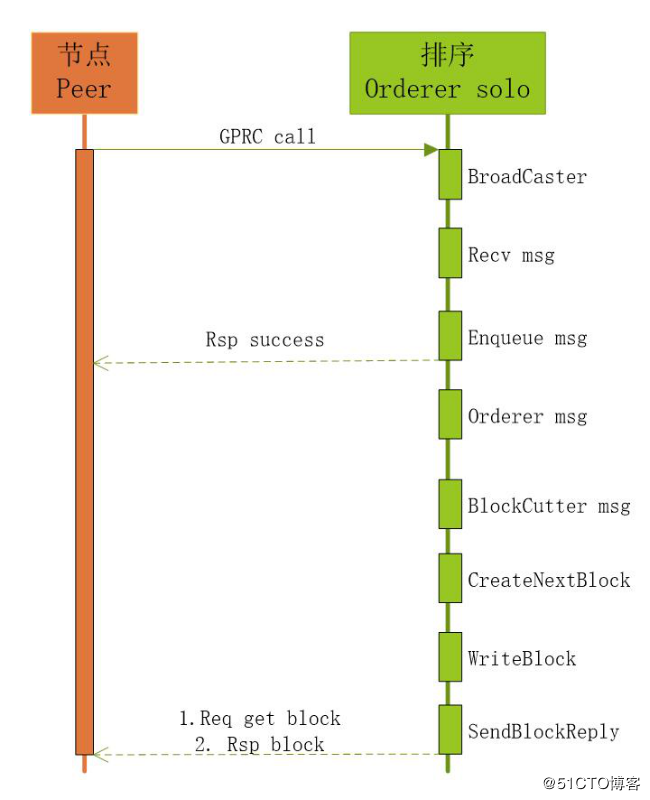 节点
Peer
排序
Orderer solo
GPRC call
BroadCaster
Recv msg
Rsp success
Enqueue msg
Orderer msg
BlockCutter msg
CreateNextBlock
WriteBlock
1.Req get block
2. Rsp block
SendBlockReply
@51CTO博客